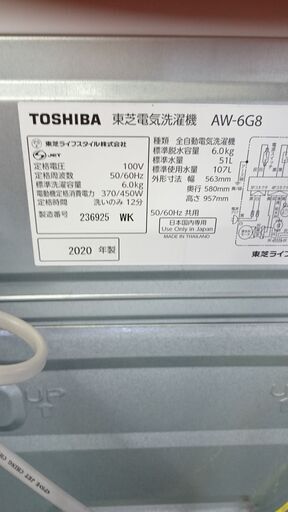 TOSHIBA 東芝電気洗濯機 AW-6G8
東芝ライフスタイル株式会社
JET
定格電圧 100V
定格周波数 50/60Hz
標準洗濯容量 6.0kg
電動機定格消費電力 370/450W
定格時間 洗いのみ 12分
製造番号 236925 WK
2020 年製
種類 全自動電気洗濯機
標準脱水容量 6.0kg
標準水量 51L
標準使用水量 107L
外形寸法 幅 563mm
奥行 580mm
高さ 957mm
50/60Hz 共用
日本国内専用
Use Only in Japan
MADE IN THAILAND
東芝ライフ
UP
UP